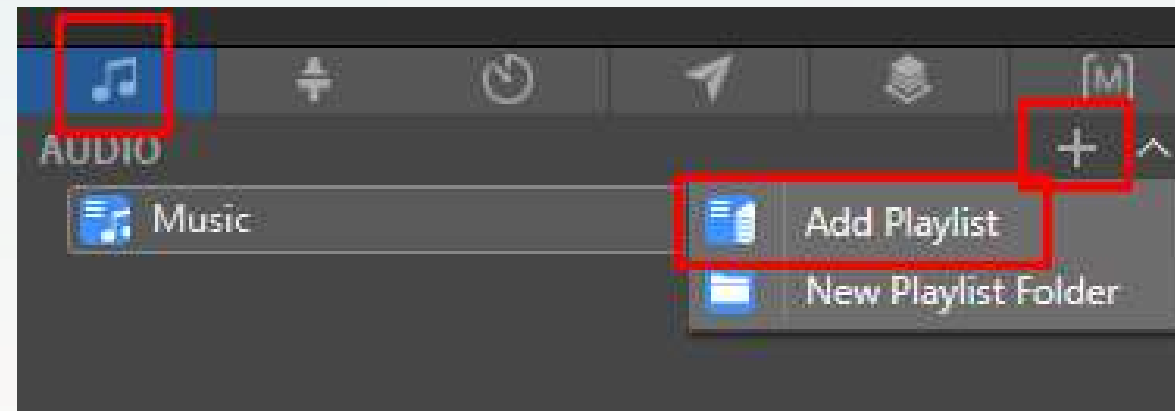 [M]
AUDIO
Music
Add Playlist
New Playlist Folder